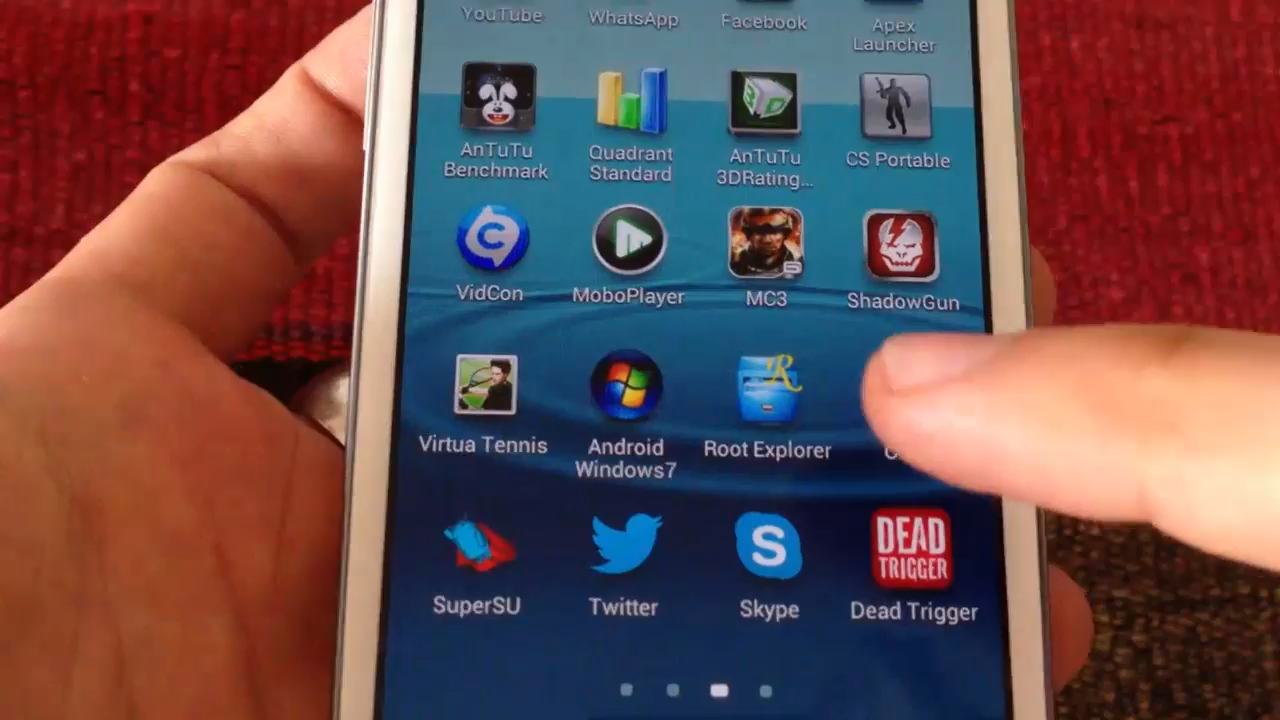 YouTube
WhatsApp
Facebook
Apex
Launcher
AnTuTu
Benchmark
Quadrant
Standard
3D
AnTuTu
3DRating...
CS Portable
C
VidCon
MoboPlayer
MC3
ShadowGun
Virtua Tennis
Android
Windows7
R
Root Explorer
SuperSU
Twitter
S
Skype
DEAD
TRIGGER
Dead Trigger